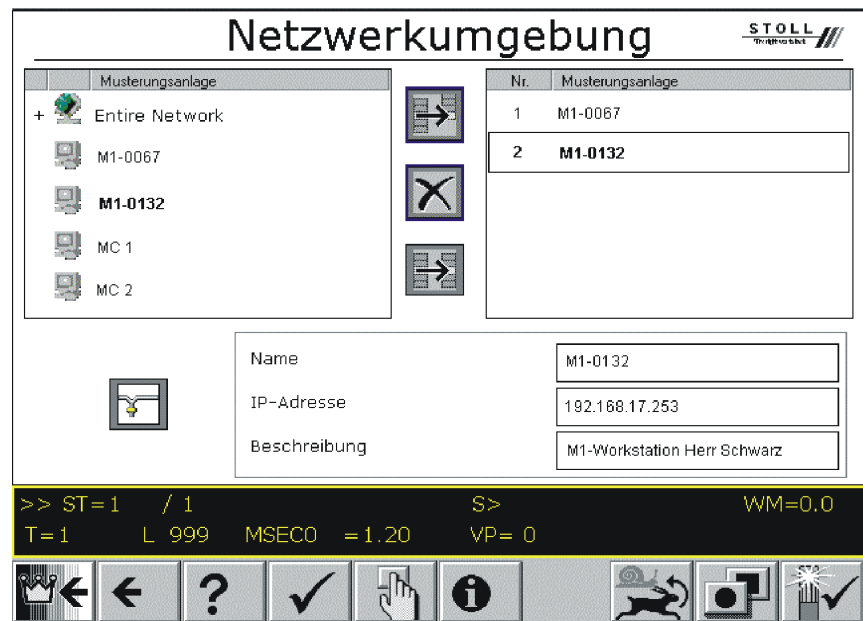 Netzwerkumgebung
STOLL
Musterungsanlage
+ Entire Network
M1-0067
M1-0132
MC 1
MC 2
Nr. Musterungsanlage
1 M1-0067
2 M1-0132
Name M1-0132
IP-Adresse 192.168.17.253
Beschreibung M1-Workstation Herr Schwarz
>> ST=1 / 1 S> WM=0.0
T=1 L 999 MSEC0 =1.20 VP= 0